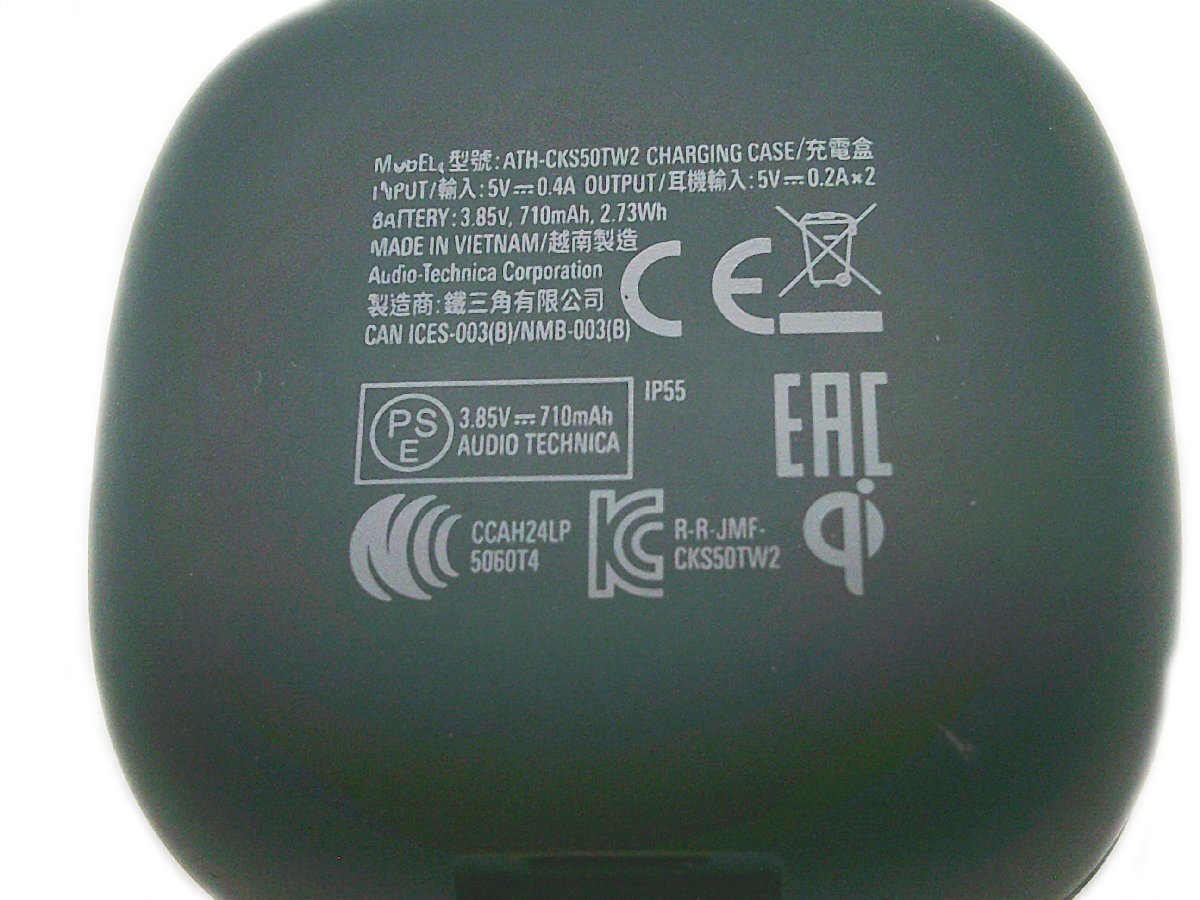 MODEL/型號: ATH-CKS50TW2 CHARGING CASE/充電盒
INPUT/輸入: 5V⎓0.4A OUTPUT/耳機輸入: 5V⎓0.2A×2
BATTERY: 3.85V, 710mAh, 2.73Wh
MADE IN VIETNAM/越南製造
Audio-Technica Corporation
製造商: 鐵三角有限公司
CAN ICES-003(B)/NMB-003(B)
CE
IP55
PSE
3.85V⎓710mAh
AUDIO TECHNICA
EAC
CCAH24LP
5060T4
KC
R-R-JMF-
CKS50TW2
qi